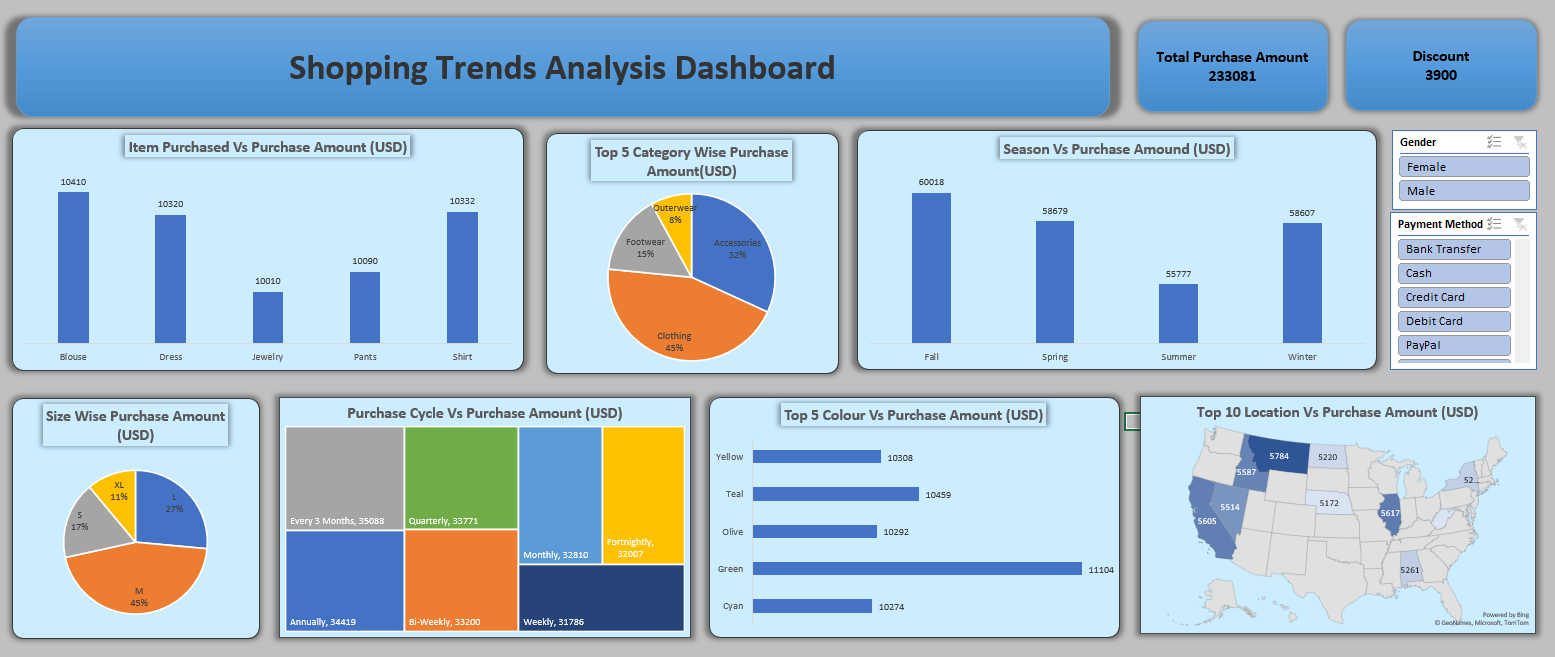 Shopping Trends Analysis Dashboard
Total Purchase Amount
233081
Discount
3900
Item Purchased Vs Purchase Amount (USD)
10410
10320
10010
10090
10332
Blouse
Dress
Jewelry
Pants
Shirt
Top 5 Category Wise Purchase
Amount(USD)
Outerwear
8%
Accessories
32%
Footwear
15%
Clothing
45%
Season Vs Purchase Amound (USD)
60018
58679
55777
58607
Fall
Spring
Summer
Winter
Gender
Female
Male
Payment Method
Bank Transfer
Cash
Credit Card
Debit Card
PayPal
Size Wise Purchase Amount
(USD)
XL
11%
L
27%
S
17%
M
45%
Purchase Cycle Vs Purchase Amount (USD)
Every 3 Months, 35088
Quarterly, 33771
Monthly, 32810
Fortnightly,
32007
Annually, 34419
Bi-Weekly, 33200
Weekly, 31786
Top 5 Colour Vs Purchase Amount (USD)
Yellow
10308
Teal
10459
Olive
10292
Green
11104
Cyan
10274
Top 10 Location Vs Purchase Amount (USD)
5784
5220
5587
52...
5172
5514
5605
5617
5261
Powered by Bing
© GeoNames, Microsoft, TomTom